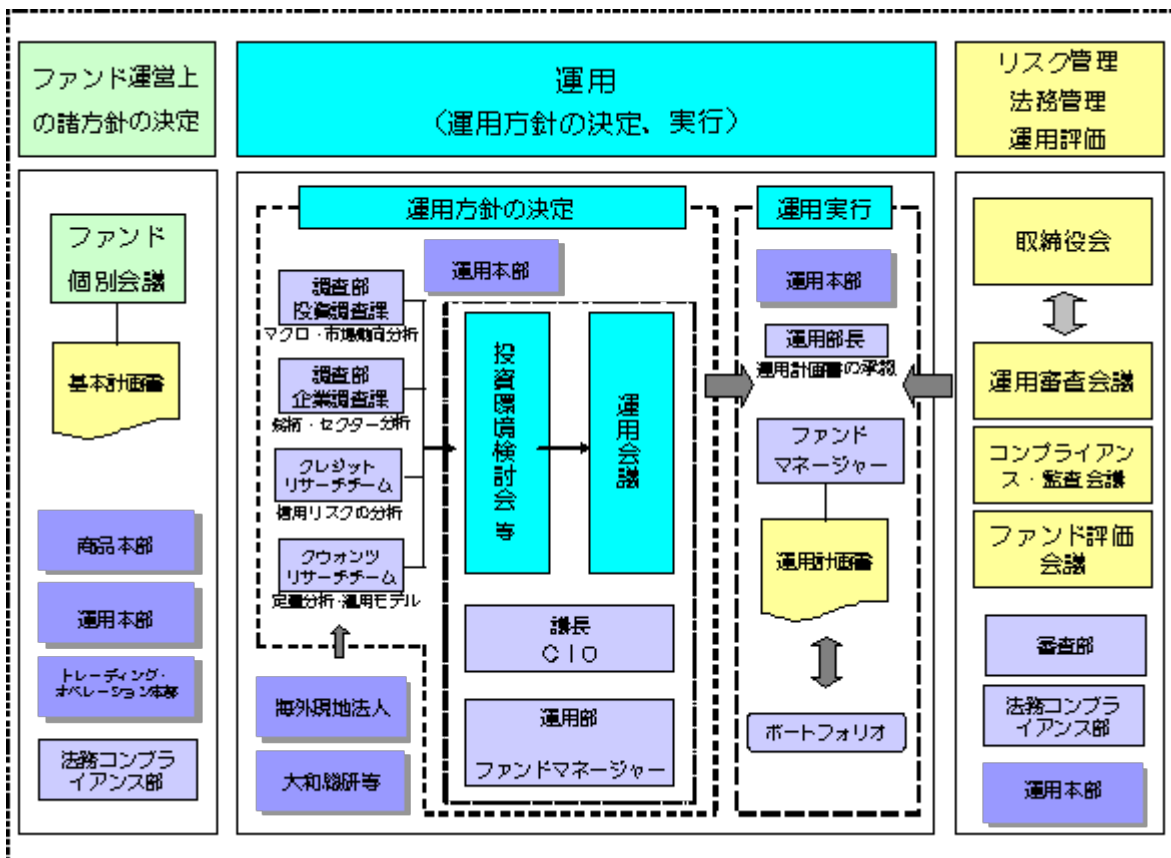 ファンド運営上
の諸方針の決定
運用
（運用方針の決定、実行）
リスク管理
法務管理
運用評価
ファンド
個別会議
基本計画書
商品本部
運用本部
トレーディング・
オペレーション本部
法務コンプラ
イアンス部
運用方針の決定
運用本部
調査部
投資調査課
マクロ・市場動向分析
調査部
企業調査課
銘柄・セクター分析
クレジット
リサーチチーム
信用リスクの分析
クウォンツ
リサーチチーム
定量分析・運用モデル
海外現地法人
大和総研等
投資環境検討会 等
運用会議
議長
CIO
運用部
ファンドマネージャー
運用実行
運用本部
運用部長
運用計画書の承認
ファンド
マネージャー
運用計画書
ポートフォリオ
取締役会
運用審査会議
コンプライアン
ス・監査会議
ファンド評価
会議
審査部
法務コンプラ
イアンス部
運用本部